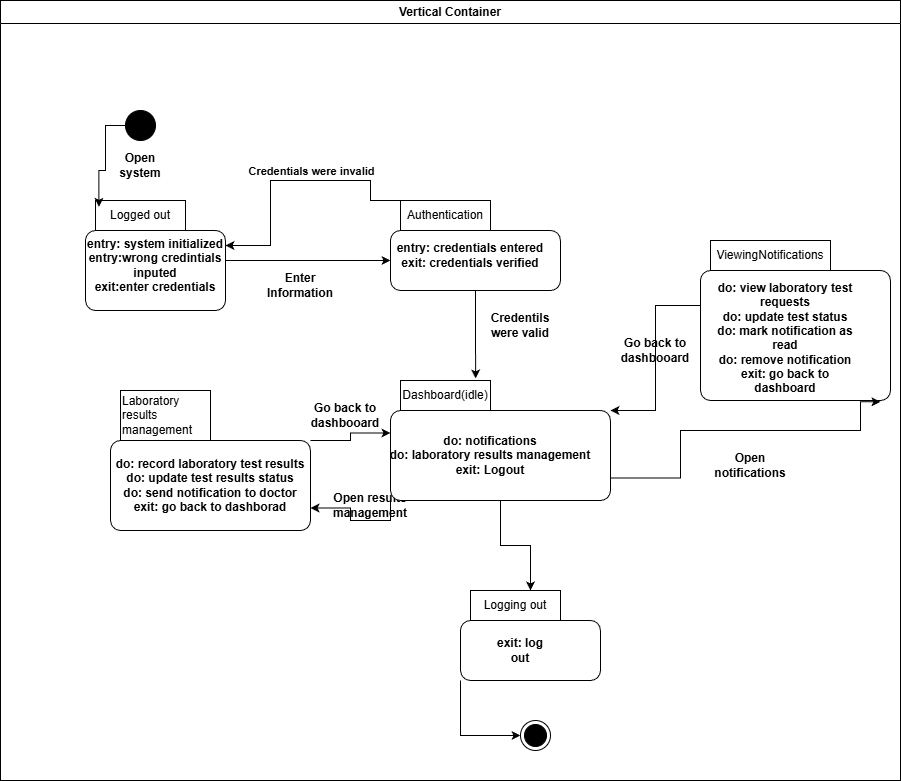 Vertical Container
Open
system
Credentials were invalid
Logged out
Authentication
entry: system initialized
entry:wrong credintials
inputed
exit:enter credentials
entry: credentials entered
exit: credentials verified
Enter
Information
ViewingNotifications
do: view laboratory test
requests
do: update test status
do: mark notification as
read
do: remove notification
exit: go back to
dashboard
Credentils
were valid
Go back to
dashbooard
Dashboard(idle)
Laboratory
results
management
Go back to
dashbooard
do: notifications
do: laboratory results management
exit: Logout
do: record laboratory test results
do: update test results status
do: send notification to doctor
exit: go back to dashborad
Open
notifications
Open results
management
Logging out
exit: log
out